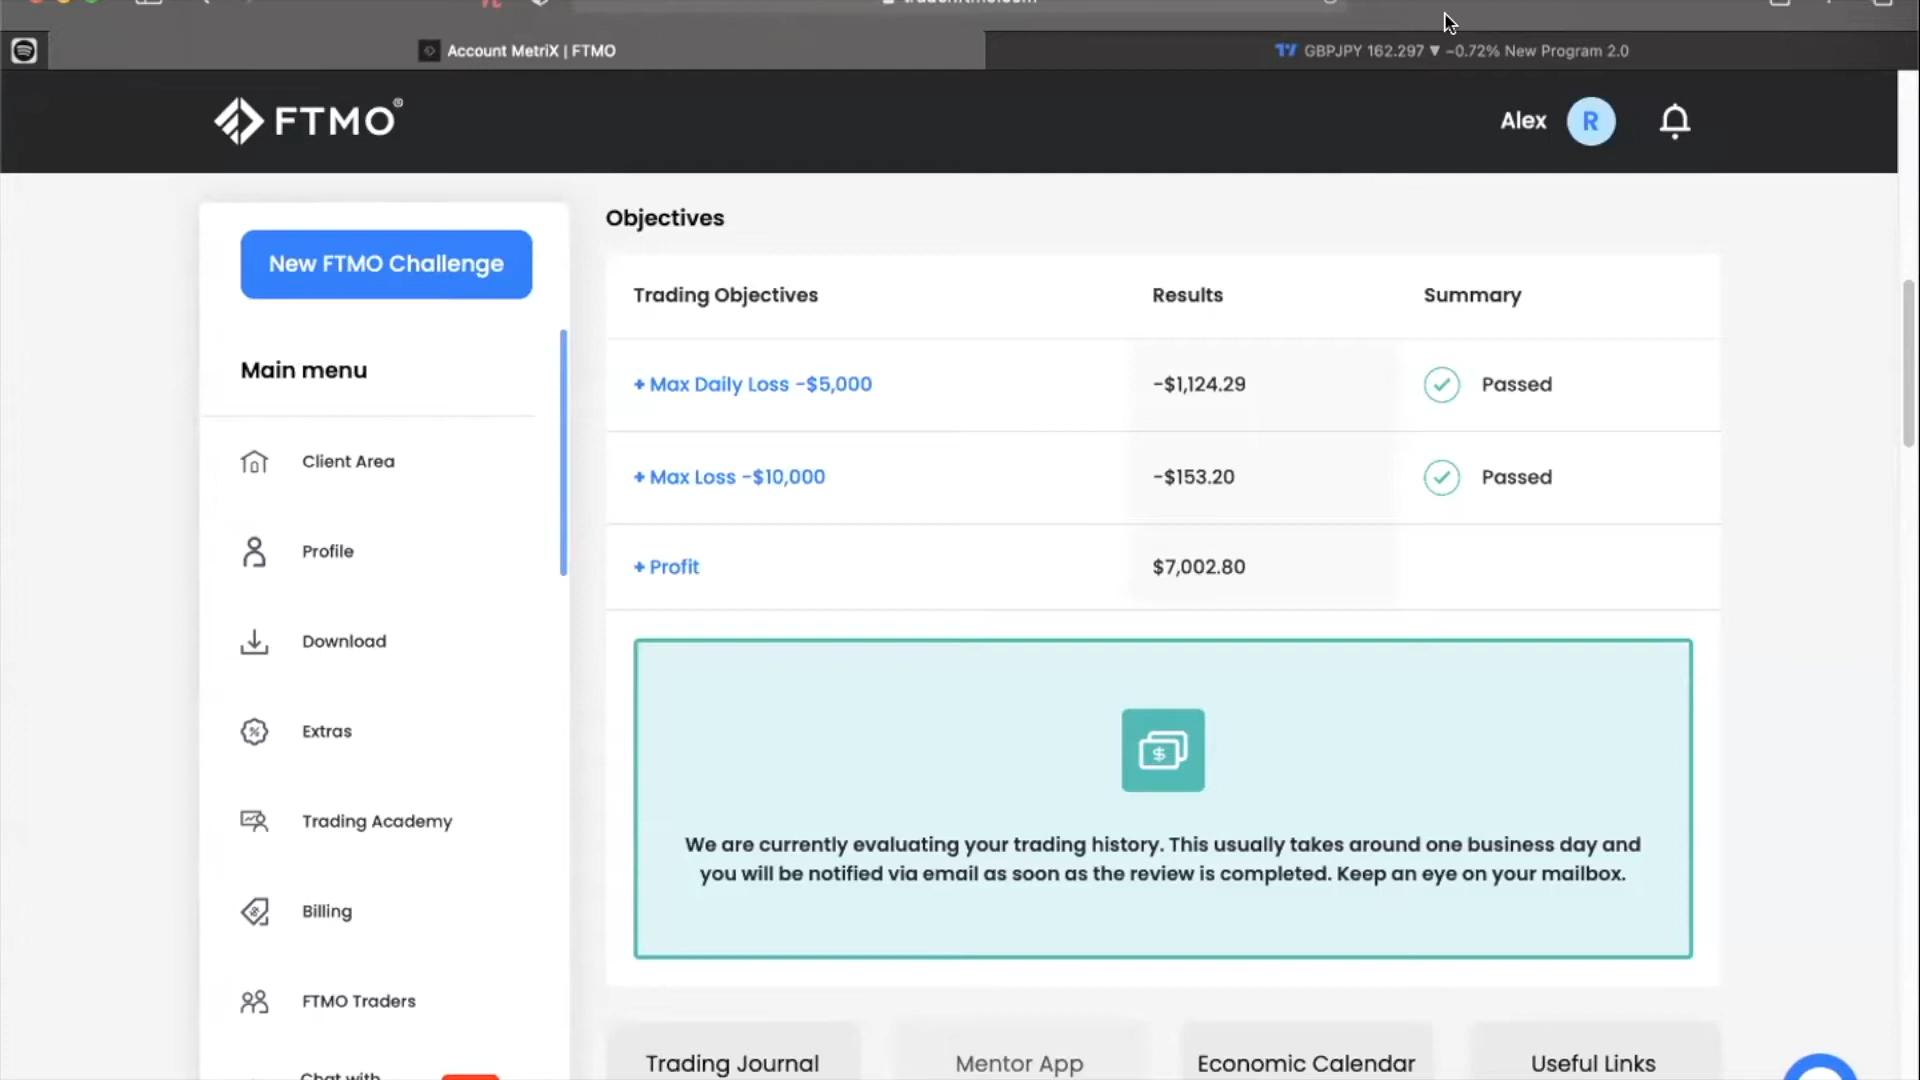 Account MetriX | FTMO
GBPJPY 162.297 ▼ −0.72% New Program 2.0
FTMO®
Alex
R
New FTMO Challenge
Main menu
Client Area
Profile
Download
Extras
Trading Academy
Billing
FTMO Traders
Chat with
Objectives
Trading Objectives Results Summary
+ Max Daily Loss -$5,000 -$1,124.29 Passed
+ Max Loss -$10,000 -$153.20 Passed
+ Profit $7,002.80
$
We are currently evaluating your trading history. This usually takes around one business day and
you will be notified via email as soon as the review is completed. Keep an eye on your mailbox.
Trading Journal Mentor App Economic Calendar Useful Links